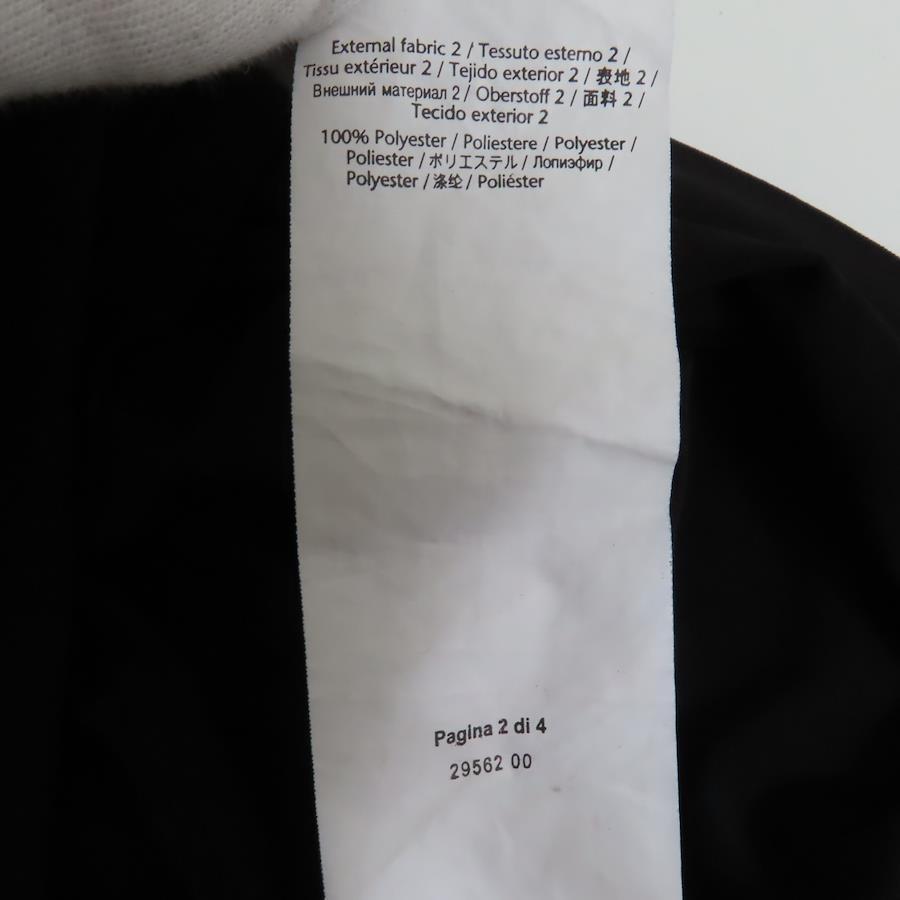 External fabric 2 / Tessuto esterno 2 /
Tissu extérieur 2 / Tejido exterior 2 / 表地 2 /
Внешний материал 2 / Oberstoff 2 / 面料 2 /
Tecido exterior 2
100% Polyester / Poliestere / Polyester /
Poliester / ポリエステル / Лопиэфир /
Polyester / 涤纶 / Poliéster
Pagina 2 di 4
29562 00